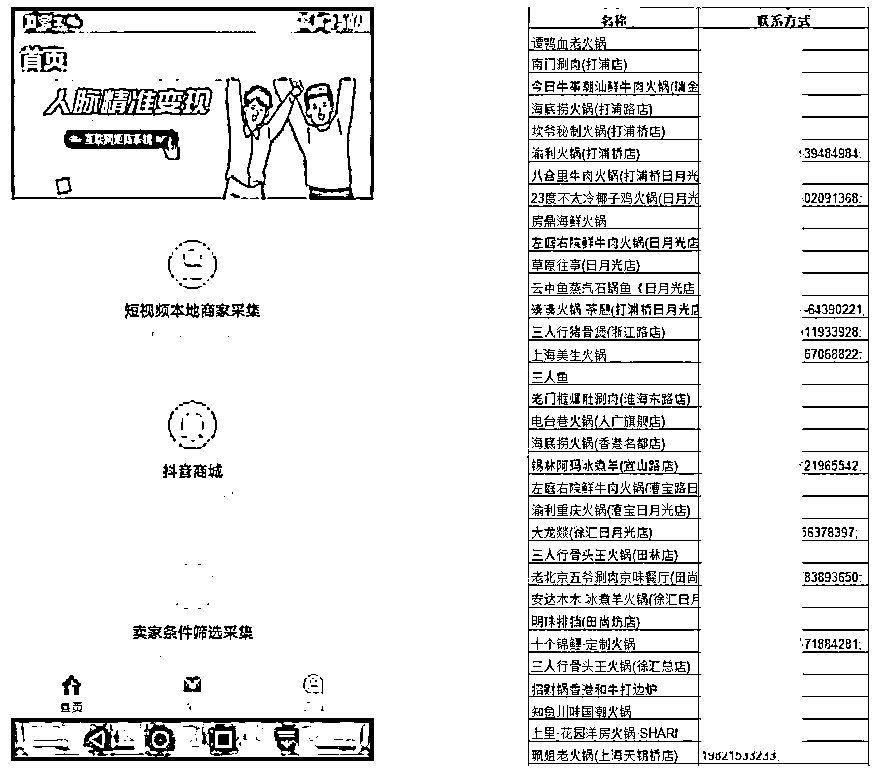 首页
人脉精准变现
互联网矩阵系统
短视频本地商家采集
抖音商城
卖家条件筛选采集
首页
名称 联系方式
谭鸭血老火锅
南门涮肉(打浦店)
今日牛事潮汕鲜牛肉火锅(瑞金
海底捞火锅(打浦路店)
坎爷秘制火锅(打浦桥店)
渝利火锅(打浦桥店) 39484984;
八合里牛肉火锅(打浦桥日月光
23度不太冷椰子鸡火锅(日月光 02091368;
房鼎海鲜火锅
左庭右院鲜牛肉火锅(日月光店
草原往事(日月光店)
云中鱼蒸汽石锅鱼《日月光店
火锅·茶憩(打浦桥日月光店 -64390221,
三人行猪骨煲(浙江路店) 11933928;
上海美生火锅 67068822;
三人鱼
老门框爆肚涮肉(淮海东路店)
电台巷火锅(人广旗舰店)
海底捞火锅(香港名都店)
锡林阿玛冰煮羊(宜山路店) 21965542;
左庭右院鲜牛肉火锅(漕宝路日
渝利重庆火锅(漕宝日月光店)
大龙燚(徐汇日月光店) 56378397;
三人行骨头王火锅(田林店)
老北京五爷涮肉京味餐厅(田尚 83893650;
安达木木·冰煮羊火锅(徐汇日月
明味排挡(田尚坊店)
十个锦鲤·定制火锅 71884281;
三人行骨头王火锅(徐汇总店)
招财锅香港和牛打边炉
知鱼川味国潮火锅
上里·花园洋房火锅·SHARI
珮姐老火锅(上海天钥桥店) 19821533233,